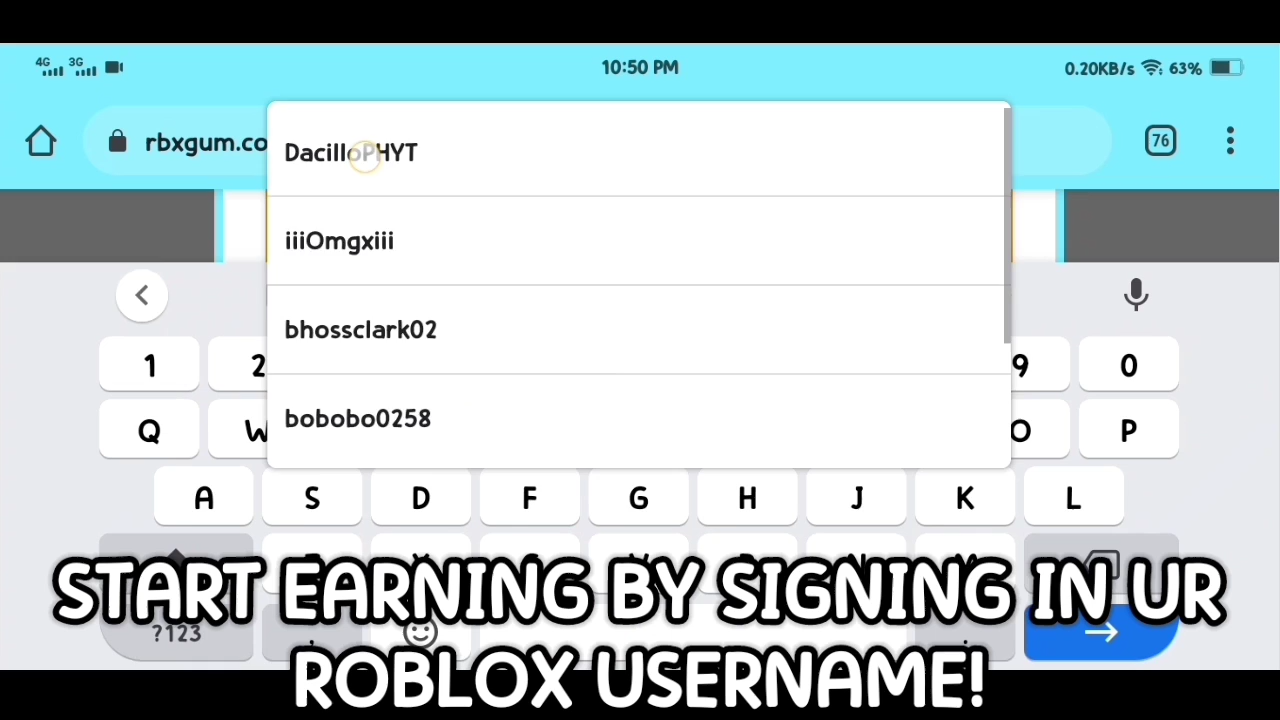 4G 3G 10:50 PM 0.20KB/s 63%
rbxgum.co 76
DacilloPHYT
iiiOmgxiii
bhossclark02
bobobo0258
1 2 9 0
Q W O P
A S D F G H J K L
START EARNING BY SIGNING IN UR
?123
ROBLOX USERNAME!